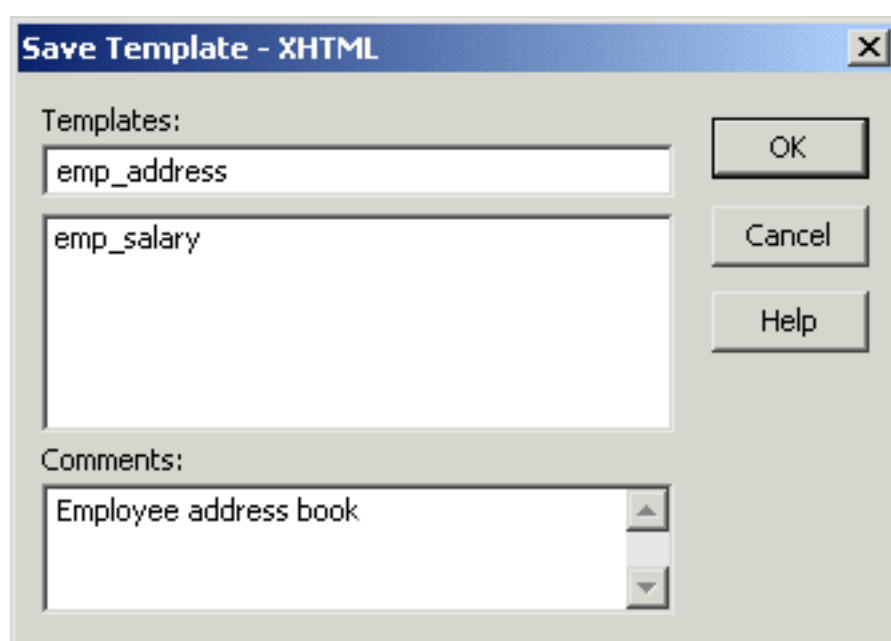 Save Template - XHTML
Templates:
OK
emp_address
emp_salary
Cancel
Help
Comments:
Employee address book